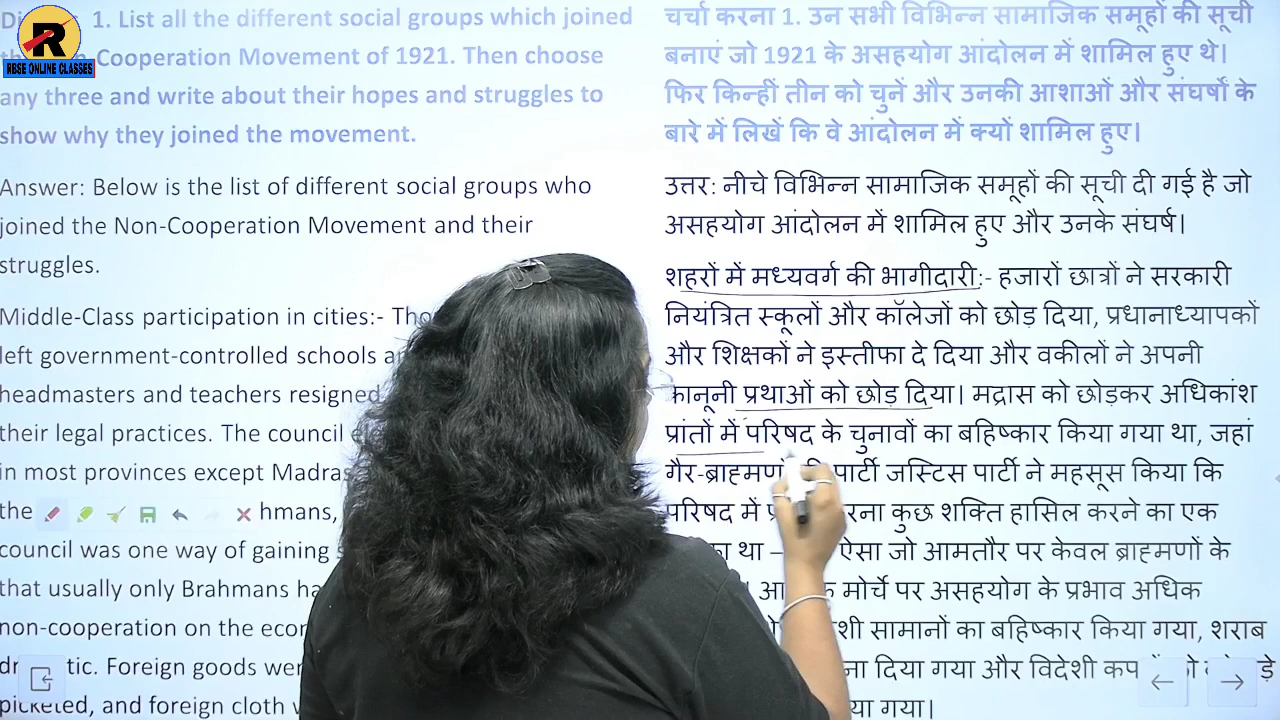 R
RBSE ONLINE CLASSES
1. List all the different social groups which joined
Cooperation Movement of 1921. Then choose
any three and write about their hopes and struggles to
show why they joined the movement.
Answer: Below is the list of different social groups who
joined the Non-Cooperation Movement and their
struggles.
Middle-Class participation in cities:-
left government-controlled schools
headmasters and teachers resigned
their legal practices. The council
in most provinces except Madras
the hmans,
council was one way of gaining
that usually only Brahmans
non-cooperation on the
tic. Foreign goods
picketed, and foreign cloth
चर्चा करना 1. उन सभी विभिन्न सामाजिक समूहों की सूची
बनाएं जो 1921 के असहयोग आंदोलन में शामिल हुए थे।
फिर किन्हीं तीन को चुनें और उनकी आशाओं और संघर्षों के
बारे में लिखें कि वे आंदोलन में क्यों शामिल हुए।
उत्तर: नीचे विभिन्न सामाजिक समूहों की सूची दी गई है जो
असहयोग आंदोलन में शामिल हुए और उनके संघर्ष।
शहरों में मध्यवर्ग की भागीदारी:- हजारों छात्रों ने सरकारी
नियंत्रित स्कूलों और कॉलेजों को छोड़ दिया, प्रधानाध्यापकों
और शिक्षकों ने इस्तीफा दे दिया और वकीलों ने अपनी
कानूनी प्रथाओं को छोड़ दिया। मद्रास को छोड़कर अधिकांश
प्रांतों में परिषद के चुनावों का बहिष्कार किया गया था, जहां
गैर-ब्राह्मणों पार्टी जस्टिस पार्टी ने महसूस किया कि
परिषद में कुछ शक्ति हासिल करने का एक
था – ऐसा जो आमतौर पर केवल ब्राह्मणों के
मोर्चे पर असहयोग के प्रभाव अधिक
सामानों का बहिष्कार किया गया, शराब
दिया गया और विदेशी
गया।